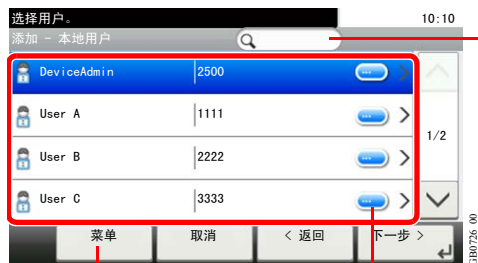 选择用户。 10:10
添加 - 本地用户
DeviceAdmin 2500
User A 1111
User B 2222
User C 3333
1/2
菜单 取消 < 返回 下一步 >
GB0726_00